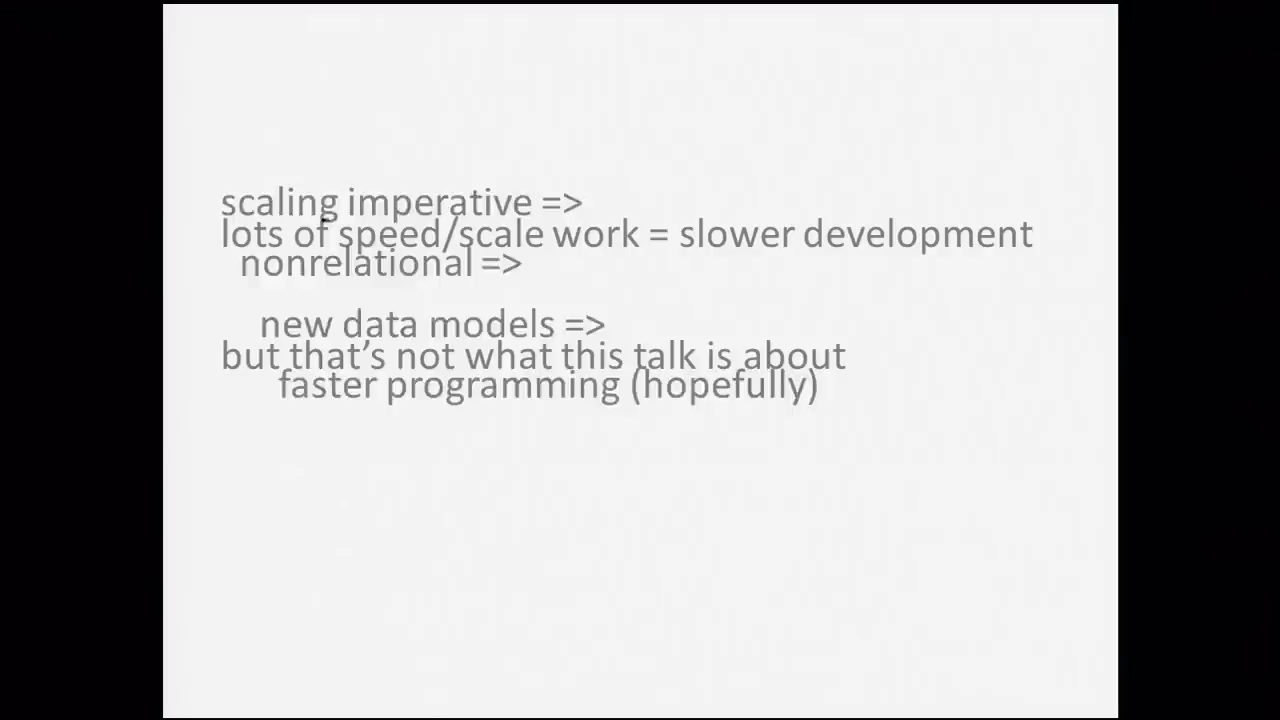 scaling imperative =>
lots of speed/scale work = slower development
nonrelational =>
new data models =>
but that’s not what this talk is about
faster programming (hopefully)